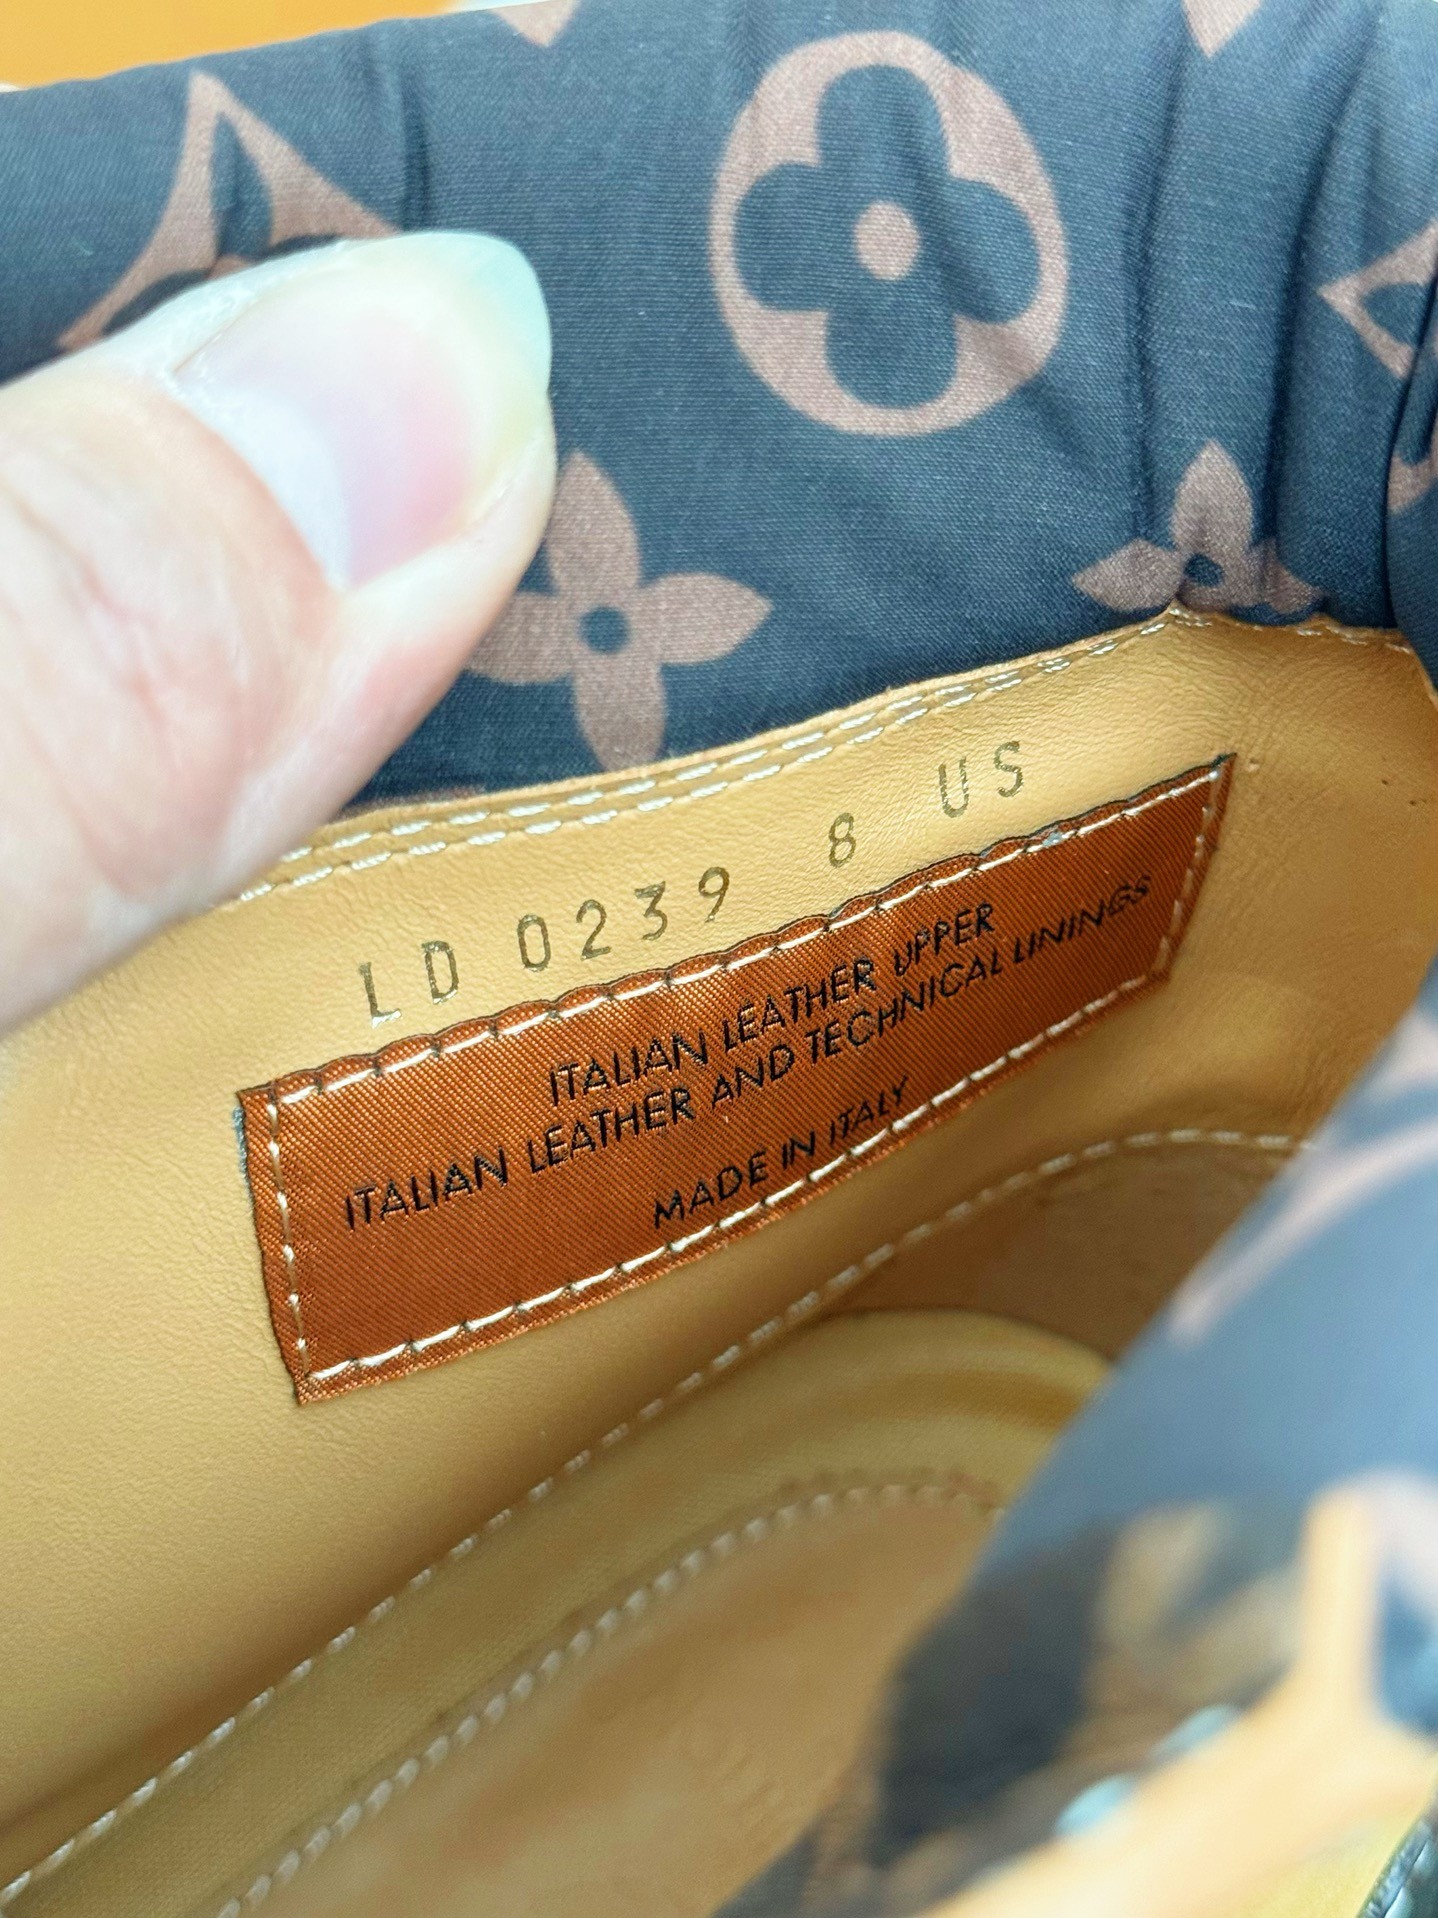 LD 0239 8 US
ITALIAN LEATHER UPPER
ITALIAN LEATHER AND TECHNICAL LININGS
MADE IN ITALY